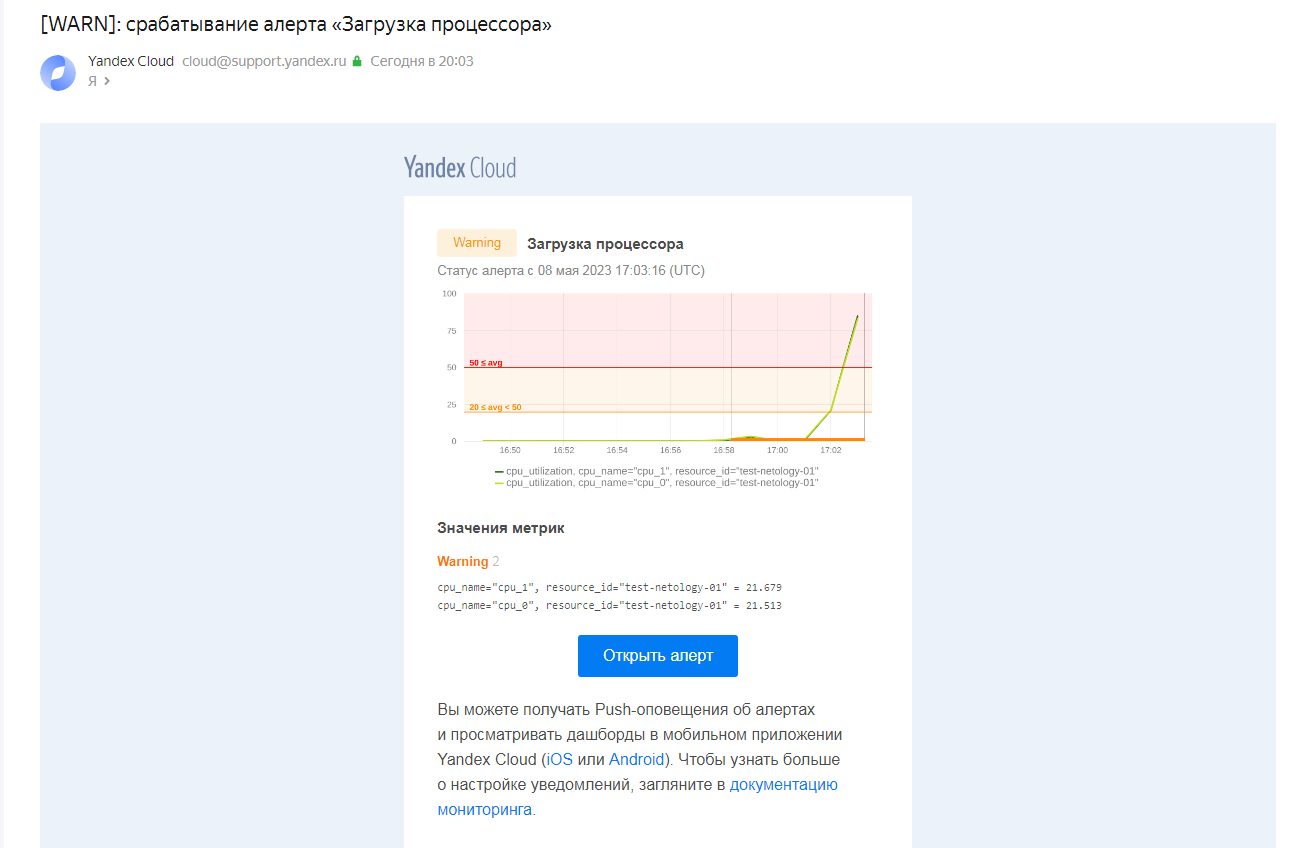 [WARN]: срабатывание алерта «Загрузка процессора»
Yandex Cloud cloud@support.yandex.ru Сегодня в 20:03
Я >
Yandex Cloud
Warning Загрузка процессора
Статус алерта с 08 мая 2023 17:03:16 (UTC)
100
75
50 ≤ avg
50
25
20 ≤ avg < 50
0
16:50 16:52 16:54 16:56 16:58 17:00 17:02
cpu_utilization, cpu_name="cpu_1", resource_id="test-netology-01"
cpu_utilization, cpu_name="cpu_0", resource_id="test-netology-01"
Значения метрик
Warning 2
cpu_name="cpu_1", resource_id="test-netology-01" = 21.679
cpu_name="cpu_0", resource_id="test-netology-01" = 21.513
Открыть алерт
Вы можете получать Push-оповещения об алертах
и просматривать дашборды в мобильном приложении
Yandex Cloud (iOS или Android). Чтобы узнать больше
о настройке уведомлений, загляните в документацию
мониторинга.